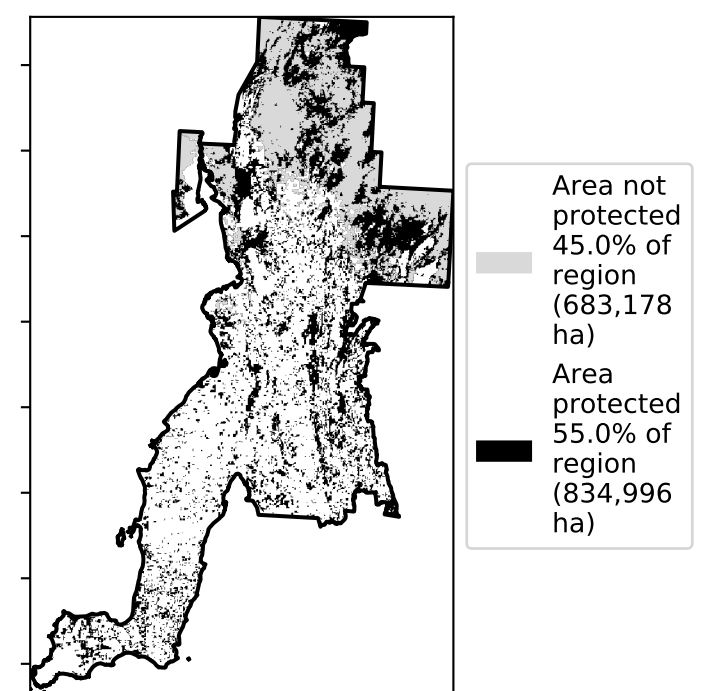 Area not
protected
45.0% of
region
(683,178
ha)
Area
protected
55.0% of
region
(834,996
ha)